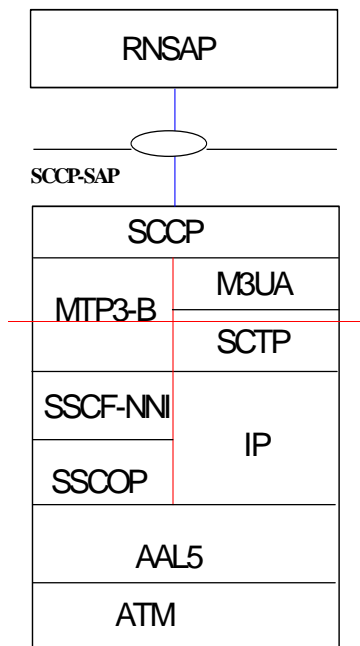 RNSAP
SCCP-SAP
SCCP
MTP3-B
M3UA
SCTP
SSCF-NNI
SSCOP
IP
AAL5
ATM